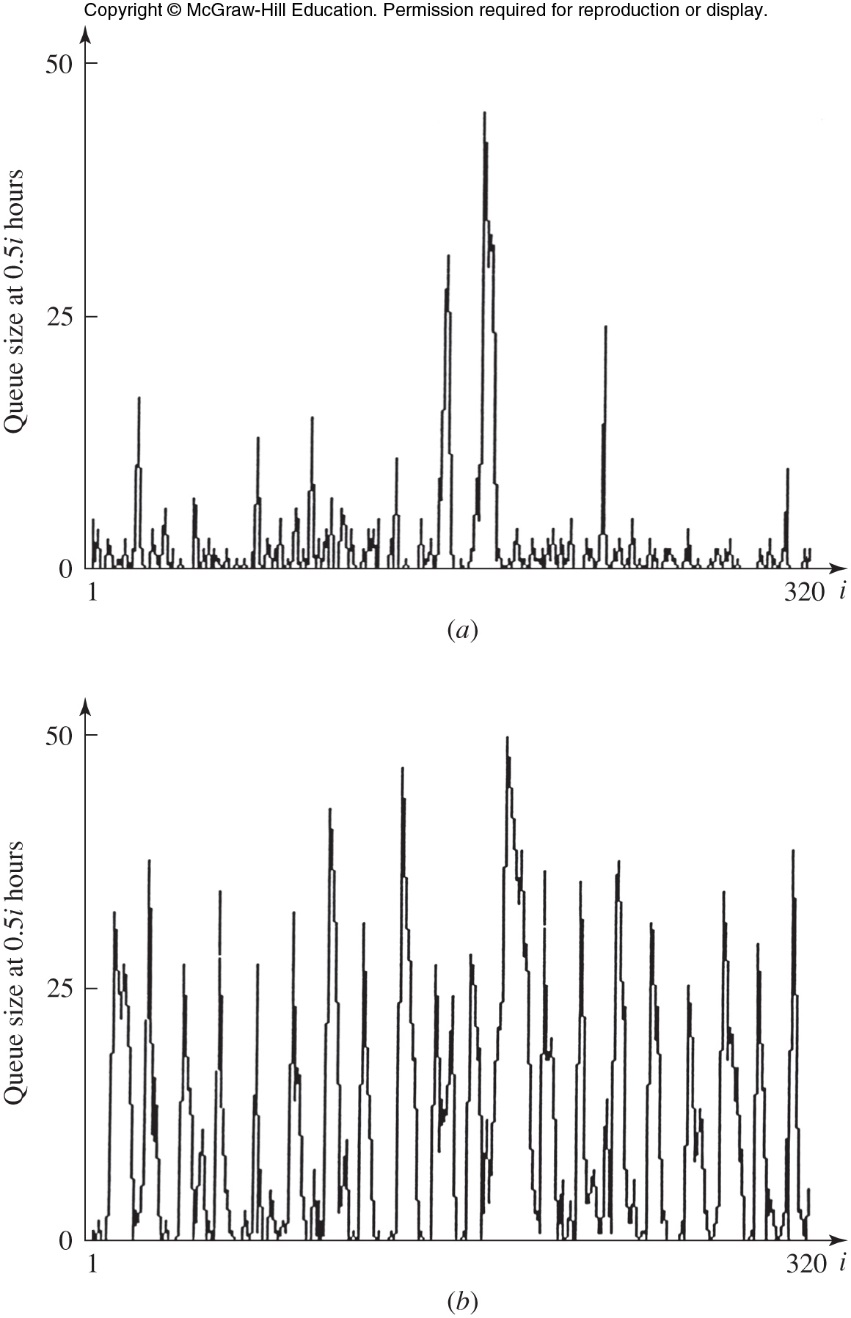 Copyright © McGraw-Hill Education. Permission required for reproduction or display.
50
25
0
Queue size at 0.5i hours
1
320 i
(a)
50
25
0
Queue size at 0.5i hours
1
320 i
(b)